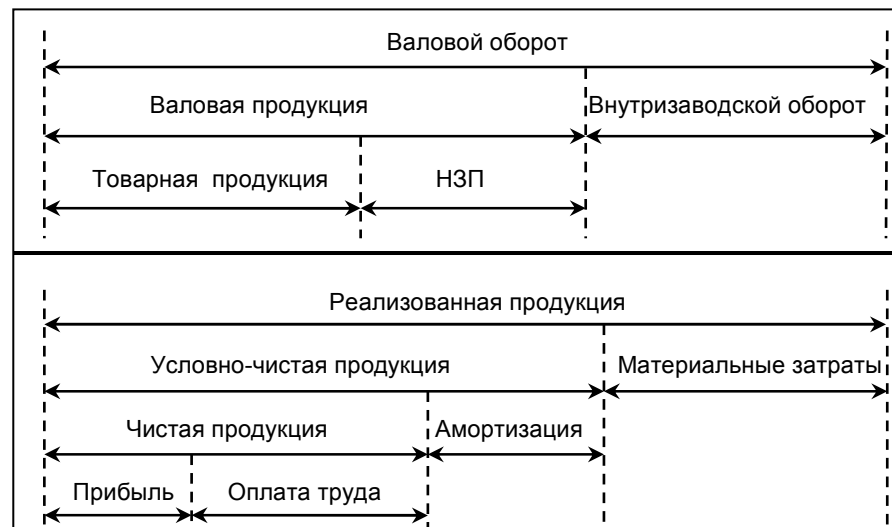 Валовой оборот
Валовая продукция Внутризаводской оборот
Товарная продукция НЗП
Реализованная продукция
Условно-чистая продукция Материальные затраты
Чистая продукция Амортизация
Прибыль Оплата труда